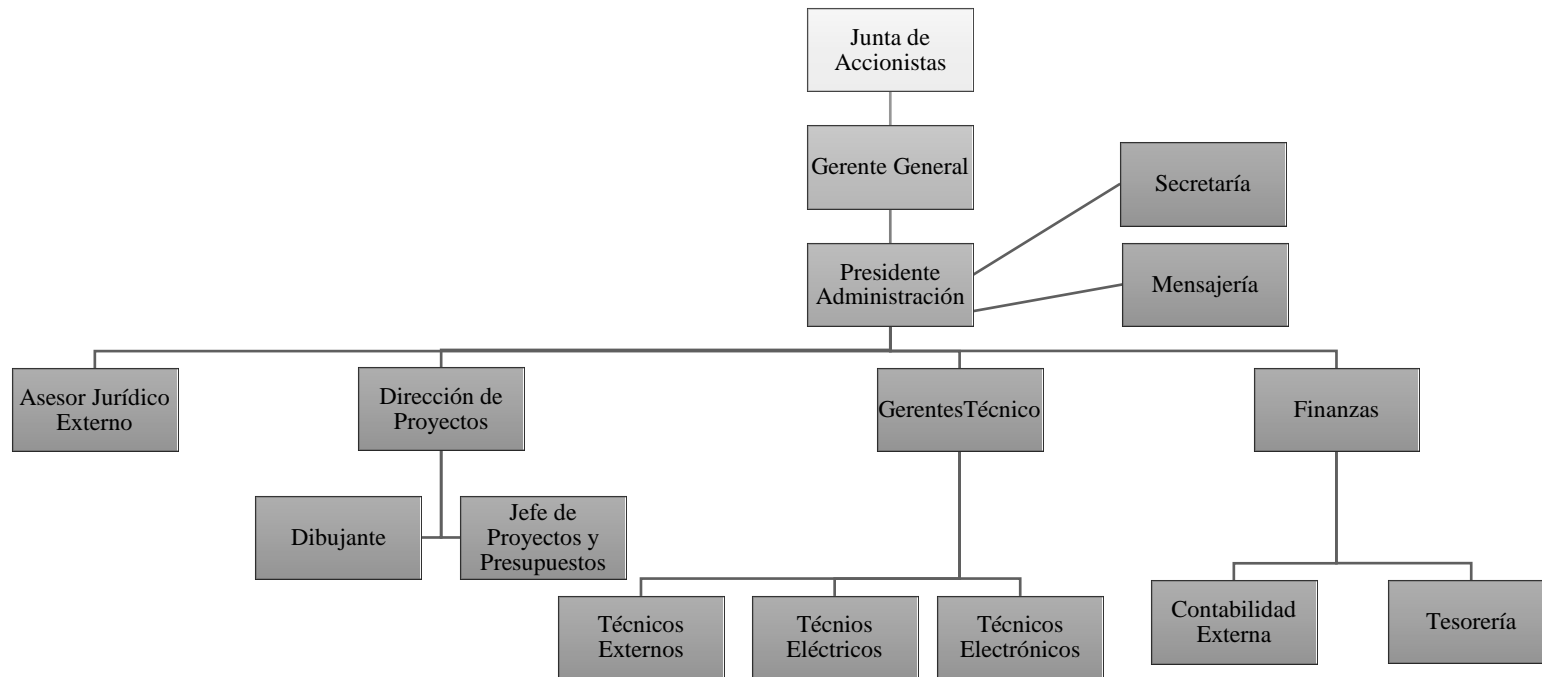 Junta de
Accionistas
Gerente General
Secretaría
Presidente
Administración
Mensajería
Asesor Jurídico
Externo
Dirección de
Proyectos
GerentesTécnico
Finanzas
Dibujante
Jefe de
Proyectos y
Presupuestos
Técnicos
Externos
Técnios
Eléctricos
Técnicos
Electrónicos
Contabilidad
Externa
Tesorería